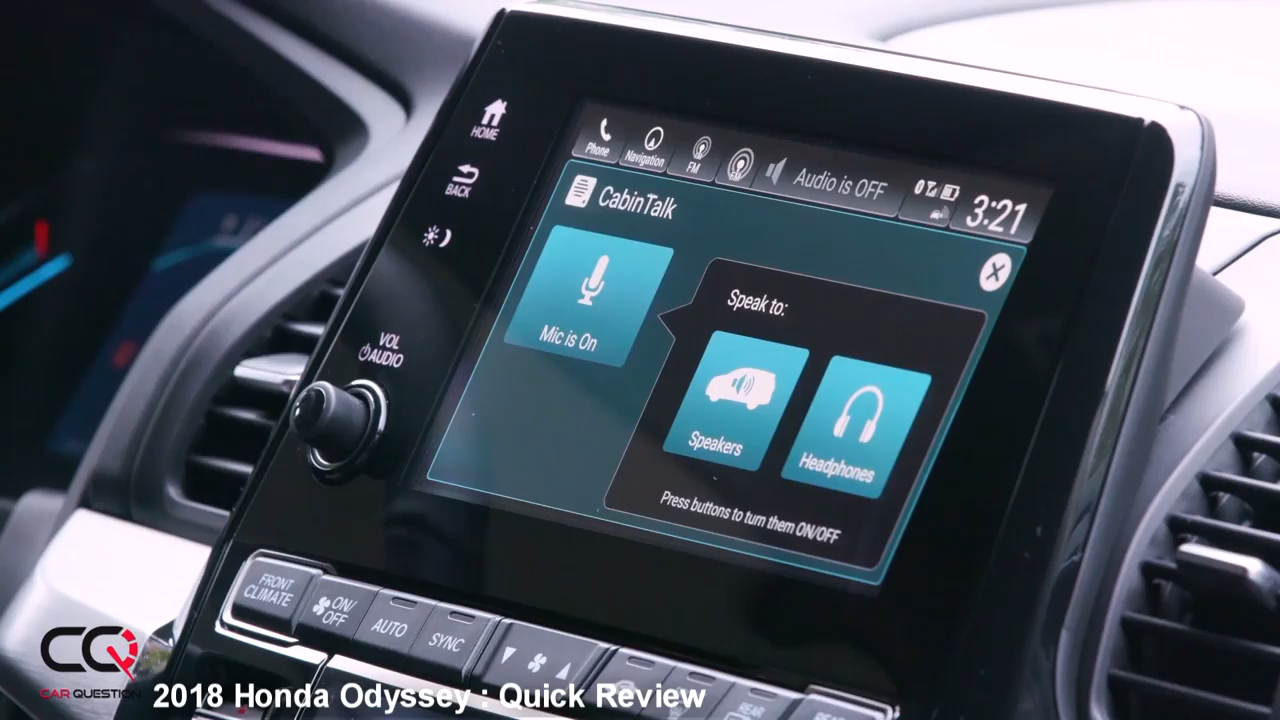 HOME
BACK
VOL
AUDIO
Phone
Navigation
FM
Audio is OFF
3:21
CabinTalk
Mic is On
Speak to:
Speakers
Headphones
Press buttons to turn them ON/OFF
FRONT
CLIMATE
ON/
OFF
AUTO
SYNC
REAR
REAR
CQ
CAR QUESTION
2018 Honda Odyssey : Quick Review